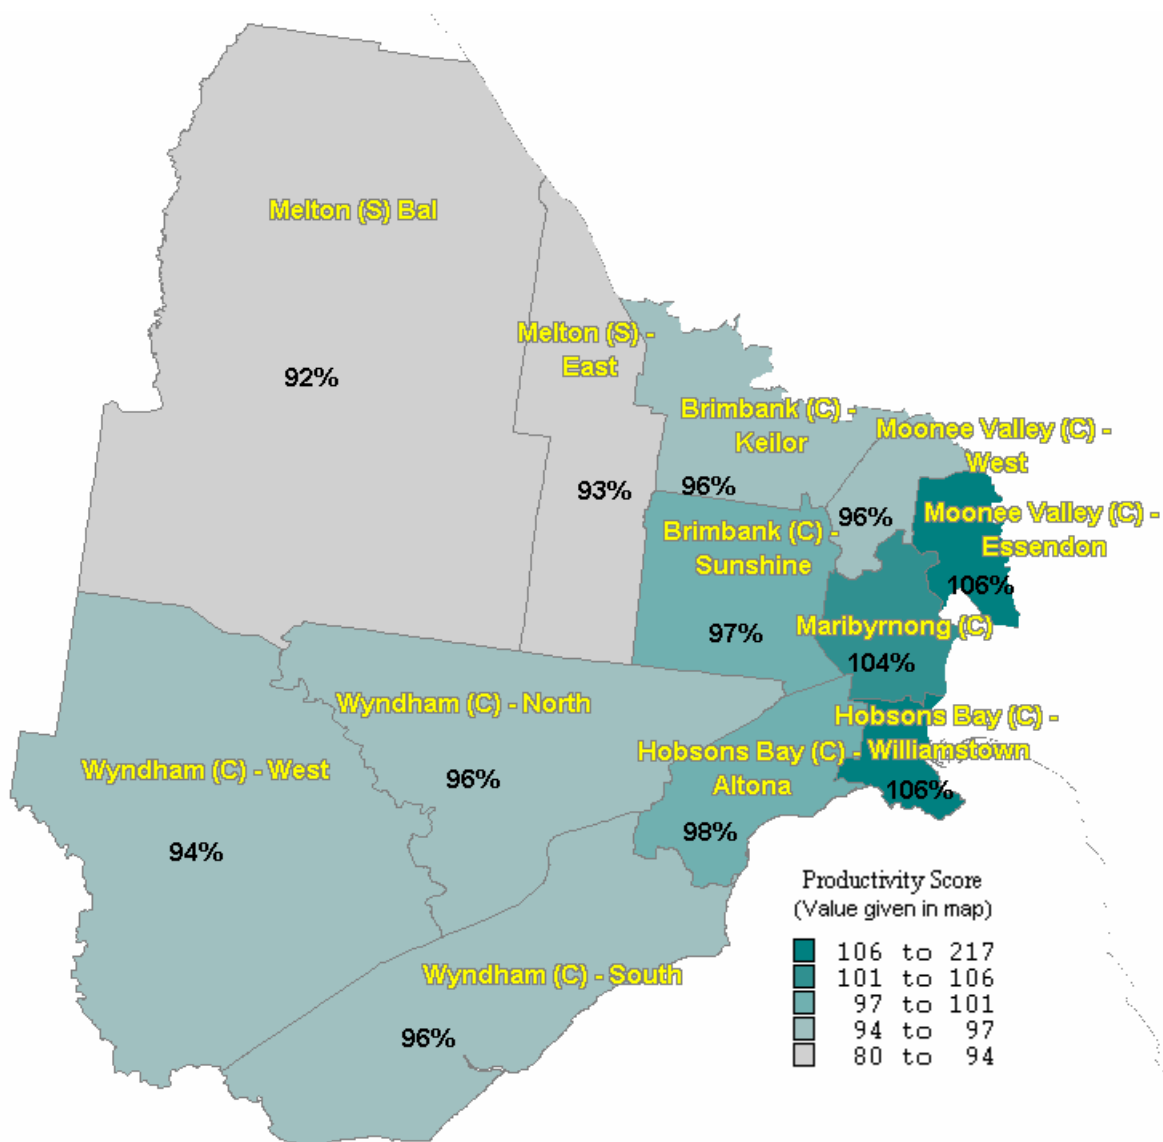 Melton (S) Bal
92%
Melton (S) -
East
93%
Brimbank (C) -
Keilor
96%
Moonee Valley (C) -
West
96%
Moonee Valley (C) -
Essendon
106%
Brimbank (C) -
Sunshine
97%
Maribyrnong (C)
104%
Hobsons Bay (C) -
Williamstown
106%
Hobsons Bay (C) -
Altona
98%
Wyndham (C) - North
96%
Wyndham (C) - West
94%
Wyndham (C) - South
96%
Productivity Score
(Value given in map)
106 to 217
101 to 106
97 to 101
94 to 97
80 to 94